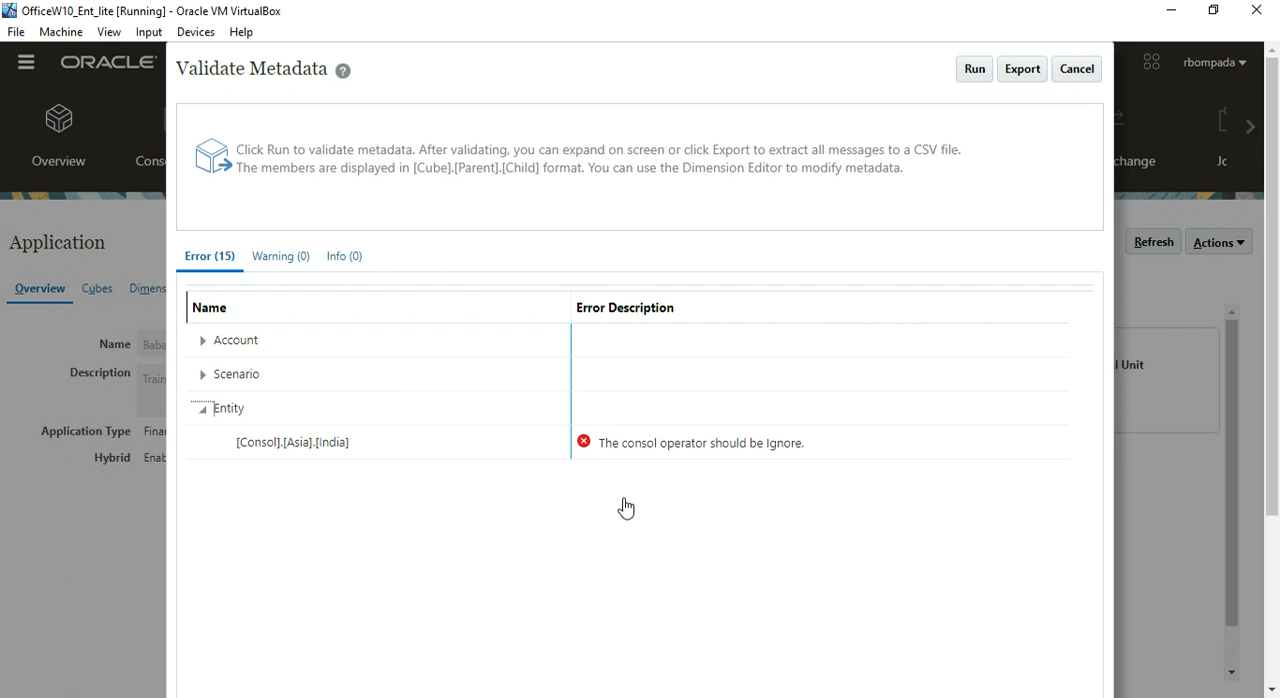 OfficeW10_Ent_lite [Running] - Oracle VM VirtualBox
File Machine View Input Devices Help
ORACLE
Validate Metadata ?
Run Export Cancel
rbompada
Click Run to validate metadata. After validating, you can expand on screen or click Export to extract all messages to a CSV file.
The members are displayed in [Cube].[Parent].[Child] format. You can use the Dimension Editor to modify metadata.
Overview Cons change Jc
Application
Error (15) Warning (0) Info (0)
Refresh Actions
Overview Cubes Dimens
Name Error Description
Account
Name Baba
Description Train
Scenario
l Unit
Entity
Application Type Finan
[Consol].[Asia].[India] The consol operator should be Ignore.
Hybrid Enab